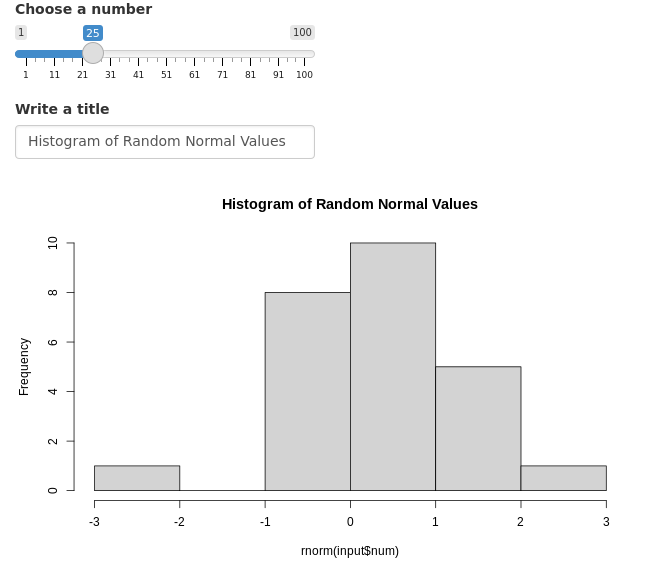 Choose a number
1 25 100
1 11 21 31 41 51 61 71 81 91 100
Write a title
Histogram of Random Normal Values
Histogram of Random Normal Values
10
8
6
4
2
0
Frequency
-3 -2 -1 0 1 2 3
rnorm(input$num)